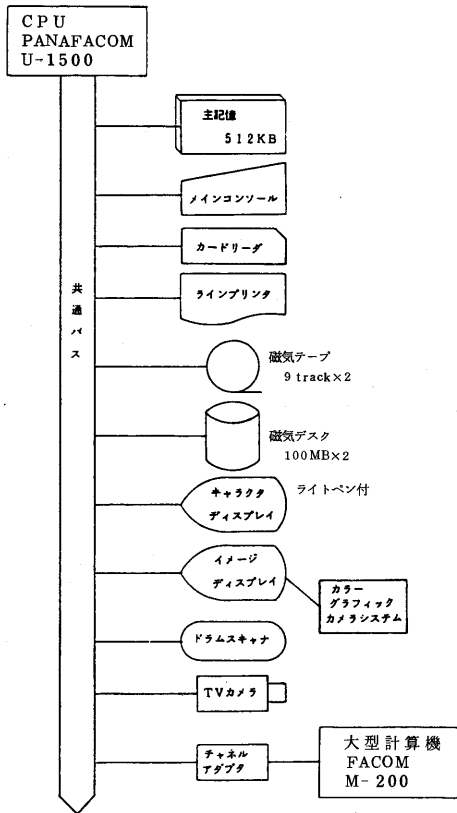 CPU
PANAFACOM
U-1500
主記憶
512KB
メインコンソール
カードリーダ
ラインプリンタ
共通バス
磁気テープ
9 track×2
磁気デスク
100MB×2
キャラクタ
ディスプレイ
ライトペン付
イメージ
ディスプレイ
カラー
グラフィック
カメラシステム
ドラムスキャナ
TVカメラ
チャネル
アダプタ
大型計算機
FACOM
M-200